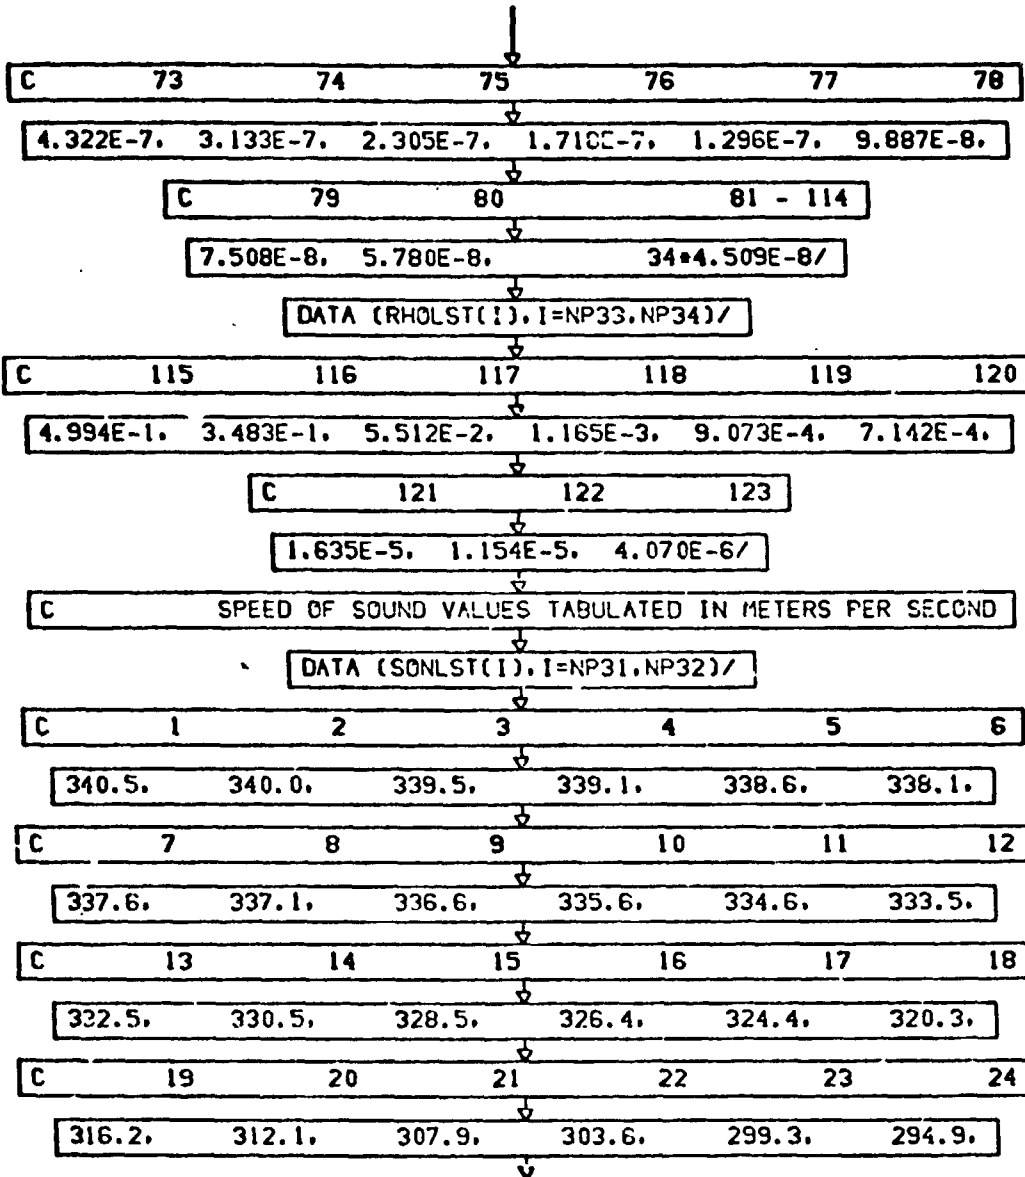 C 73 74 75 76 77 78
4.322E-7, 3.133E-7, 2.305E-7, 1.710E-7, 1.296E-7, 9.887E-8,
C 79 80 81 - 114
7.508E-8, 5.780E-8, 34*4.509E-8/
DATA (RHOLST(I),I=NP33,NP34)/
C 115 116 117 118 119 120
4.994E-1, 3.483E-1, 5.512E-2, 1.165E-3, 9.073E-4, 7.142E-4,
C 121 122 123
1.635E-5, 1.154E-5, 4.070E-6/
C SPEED OF SOUND VALUES TABULATED IN METERS PER SECOND
DATA (SONLST(I),I=NP31,NP32)/
C 1 2 3 4 5 6
340.5, 340.0, 339.5, 339.1, 338.6, 338.1,
C 7 8 9 10 11 12
337.6, 337.1, 336.6, 335.6, 334.6, 333.5,
C 13 14 15 16 17 18
332.5, 330.5, 328.5, 326.4, 324.4, 320.3,
C 19 20 21 22 23 24
316.2, 312.1, 307.9, 303.6, 299.3, 294.9,